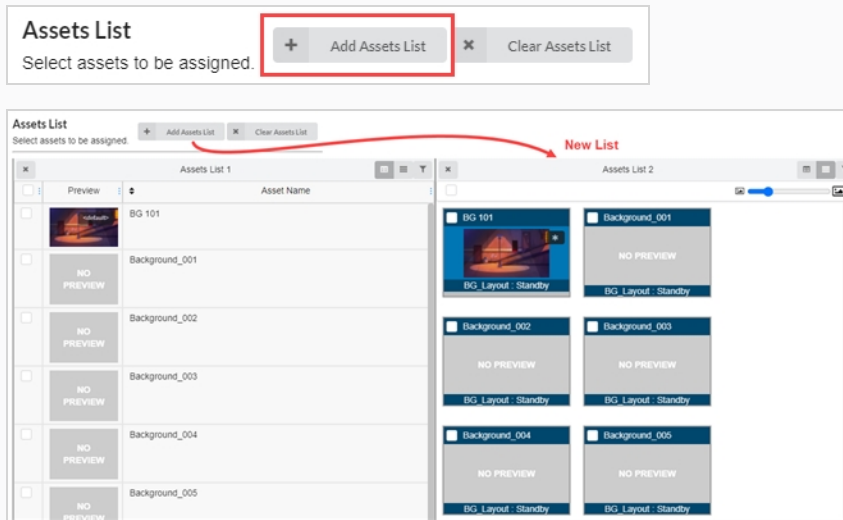 Assets List
Select assets to be assigned.
Add Assets List
Clear Assets List
Assets List
Select assets to be assigned.
Add Assets List
Clear Assets List
New List
Assets List 1
Preview
Asset Name
<default>
BG 101
NO PREVIEW
Background_001
NO PREVIEW
Background_002
NO PREVIEW
Background_003
NO PREVIEW
Background_004
NO PREVIEW
Background_005
Assets List 2
BG 101
BG_Layout : Standby
Background_001
NO PREVIEW
BG_Layout : Standby
Background_002
NO PREVIEW
BG_Layout : Standby
Background_003
NO PREVIEW
BG_Layout : Standby
Background_004
NO PREVIEW
BG_Layout : Standby
Background_005
NO PREVIEW
BG_Layout : Standby